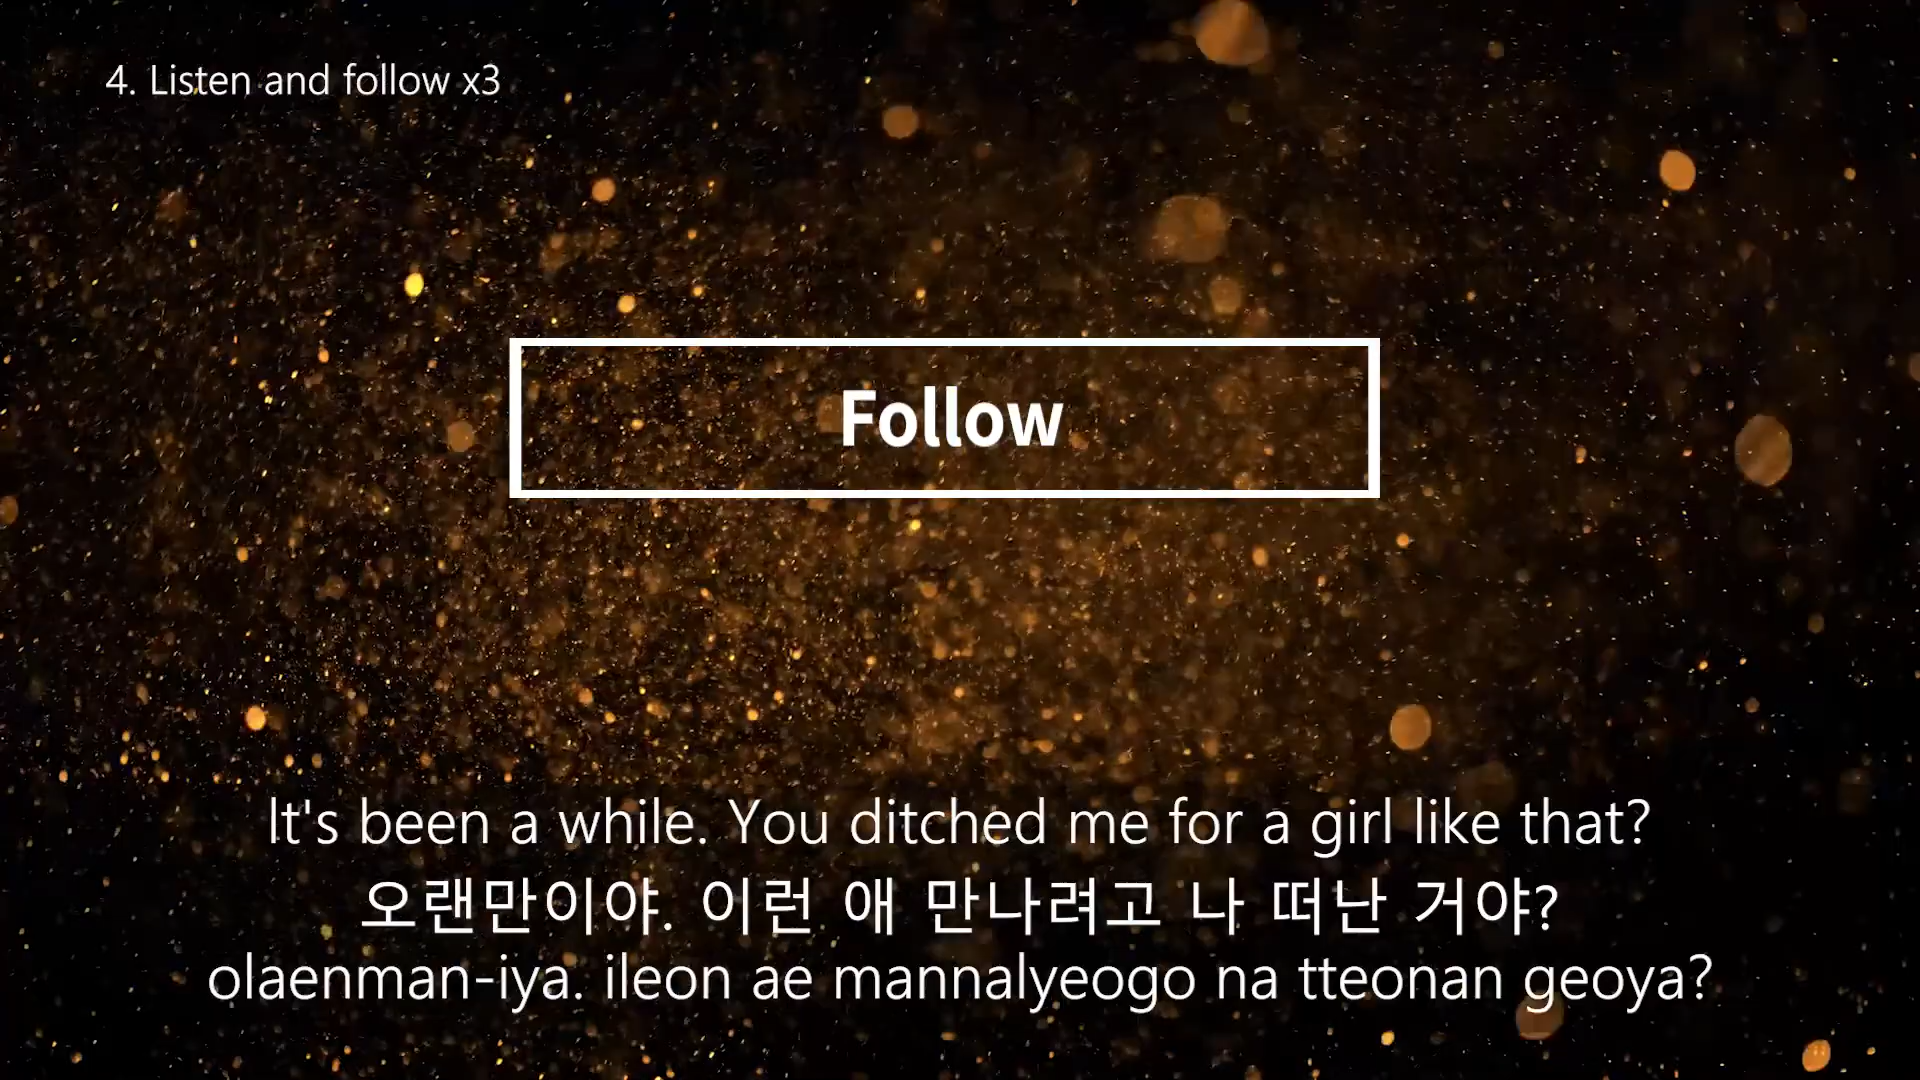 4. Listen and follow x3
Follow
It's been a while. You ditched me for a girl like that?
오랜만이야. 이런 애 만나려고 나 떠난 거야?
olaenman-iya. ileon ae mannalyeogo na tteonan geoya?